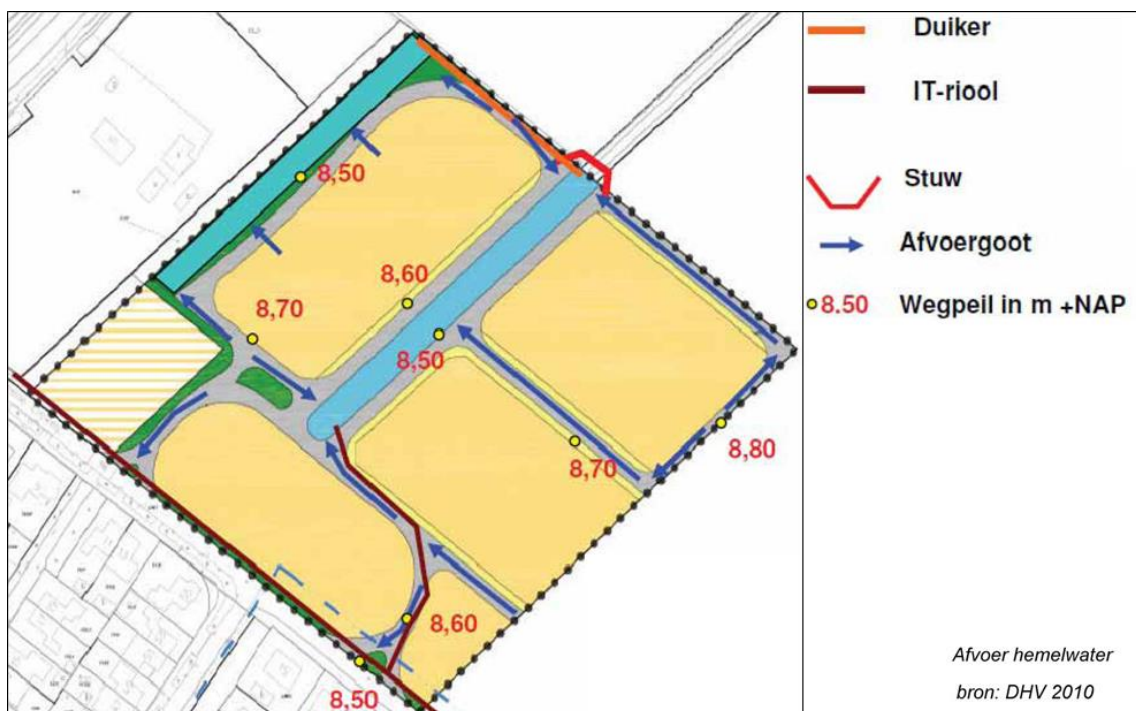 8,50
8,60
8,70
8,50
8,70
8,80
8,60
8,50
Duiker
IT-riool
Stuw
Afvoergoot
8.50 Wegpeil in m +NAP
Afvoer hemelwater
bron: DHV 2010